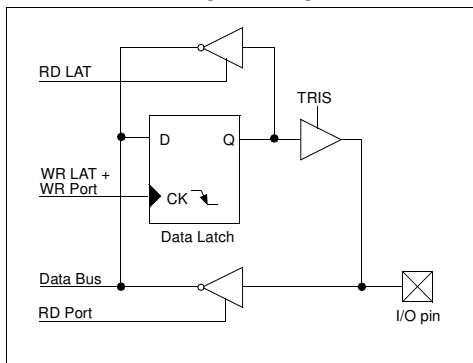 RD LAT
TRIS
D
Q
WR LAT +
WR Port
CK
Data Latch
Data Bus
RD Port
I/O pin